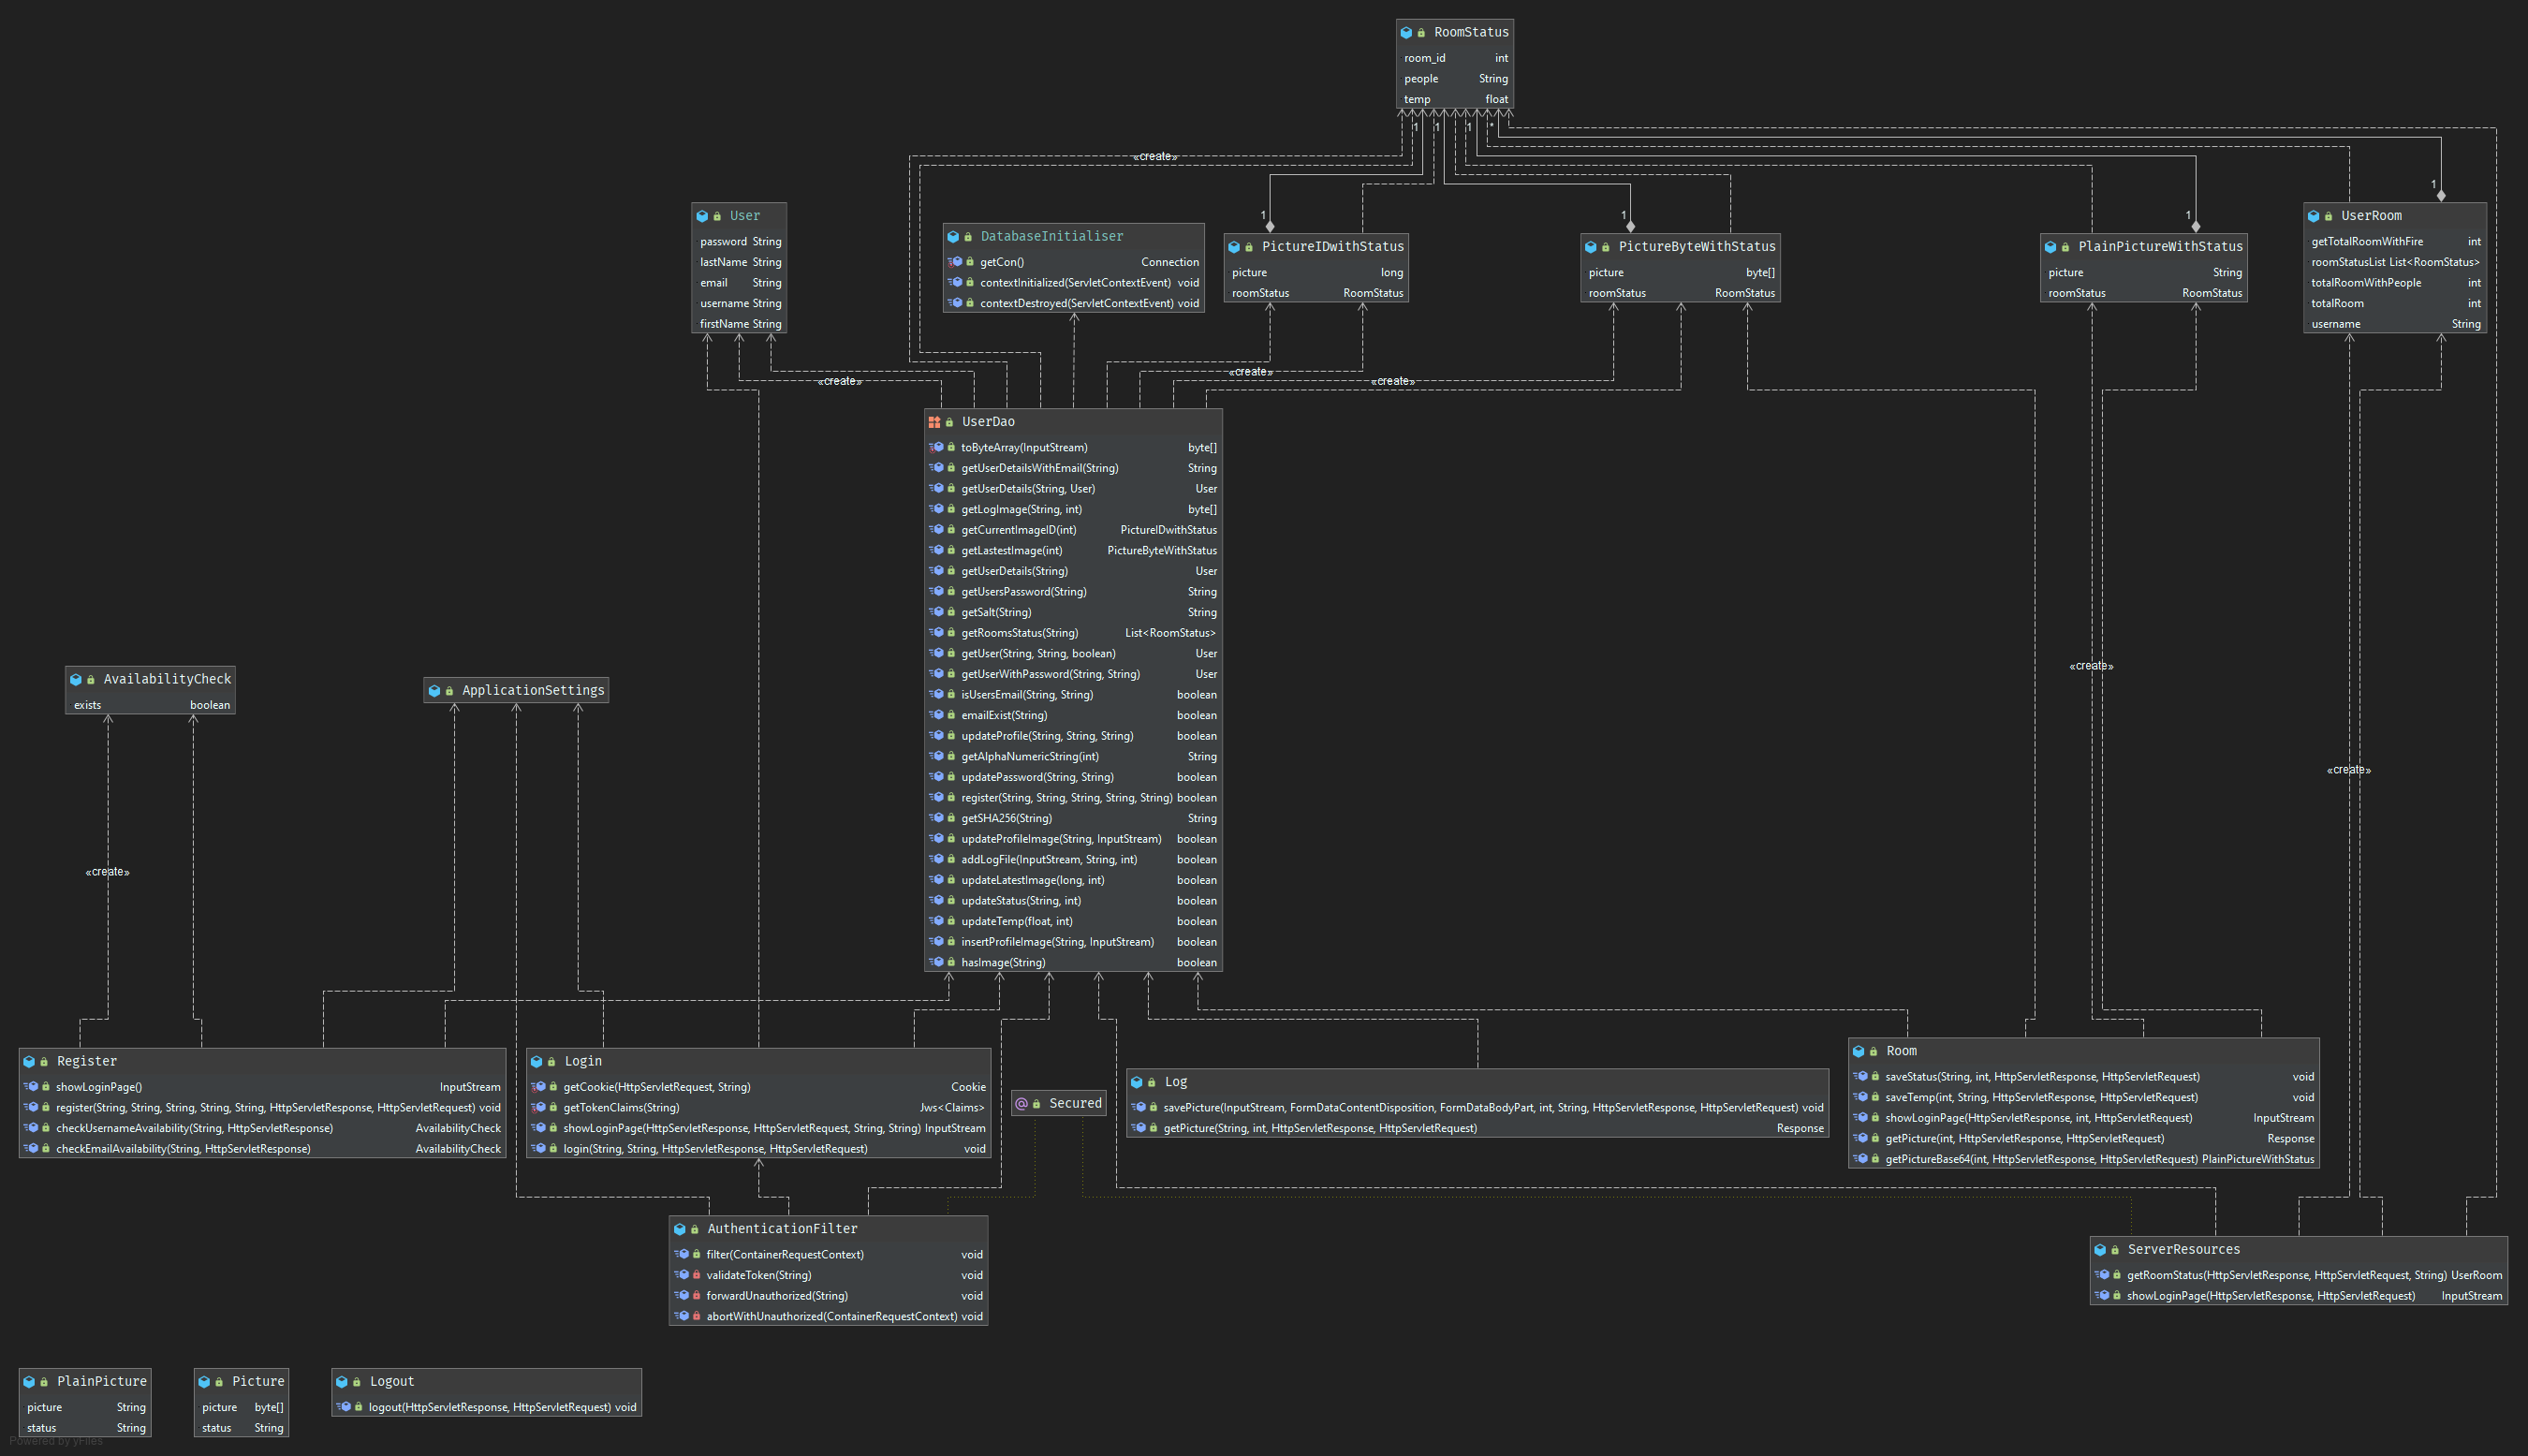 RoomStatus
room_id int
people String
temp float
1 1 1 *
«create»
1
1
1
1
User
password String
lastName String
email String
username String
firstName String
DatabaseInitialiser
getCon() Connection
contextInitialized(ServletContextEvent) void
contextDestroyed(ServletContextEvent) void
PictureIDwithStatus
picture long
roomStatus RoomStatus
PictureByteWithStatus
picture byte[]
roomStatus RoomStatus
PlainPictureWithStatus
picture String
roomStatus RoomStatus
UserRoom
getTotalRoomWithFire int
roomStatusList List<RoomStatus>
totalRoomWithPeople int
totalRoom int
username String
«create»
«create»
«create»
UserDao
toByteArray(InputStream) byte[]
getUserDetailsWithEmail(String) String
getUserDetails(String, User) User
getLogImage(String, int) byte[]
getCurrentImageID(int) PictureIDwithStatus
getLastestImage(int) PictureByteWithStatus
getUserDetails(String) User
getUsersPassword(String) String
getSalt(String) String
getRoomsStatus(String) List<RoomStatus>
getUser(String, String, boolean) User
getUserWithPassword(String, String) User
isUsersEmail(String, String) boolean
emailExist(String) boolean
updateProfile(String, String, String) boolean
getAlphaNumericString(int) String
updatePassword(String, String) boolean
register(String, String, String, String, String) boolean
getSHA256(String) String
updateProfileImage(String, InputStream) boolean
addLogFile(InputStream, String, int) boolean
updateLatestImage(long, int) boolean
updateStatus(String, int) boolean
updateTemp(float, int) boolean
insertProfileImage(String, InputStream) boolean
hasImage(String) boolean
AvailabilityCheck
exists boolean
ApplicationSettings
«create»
«create»
«create»
Register
showLoginPage() InputStream
register(String, String, String, String, String, HttpServletResponse, HttpServletRequest) void
checkUsernameAvailability(String, HttpServletResponse) AvailabilityCheck
checkEmailAvailability(String, HttpServletResponse) AvailabilityCheck
Login
getCookie(HttpServletRequest, String) Cookie
getTokenClaims(String) Jws<Claims>
showLoginPage(HttpServletResponse, HttpServletRequest, String, String) InputStream
login(String, String, HttpServletResponse, HttpServletRequest) void
@ Secured
Log
savePicture(InputStream, FormDataContentDisposition, FormDataBodyPart, int, String, HttpServletResponse, HttpServletRequest) void
getPicture(String, int, HttpServletResponse, HttpServletRequest) Response
Room
saveStatus(String, int, HttpServletResponse, HttpServletRequest) void
saveTemp(int, String, HttpServletResponse, HttpServletRequest) void
showLoginPage(HttpServletResponse, int, HttpServletRequest) InputStream
getPicture(int, HttpServletResponse, HttpServletRequest) Response
getPictureBase64(int, HttpServletResponse, HttpServletRequest) PlainPictureWithStatus
AuthenticationFilter
filter(ContainerRequestContext) void
validateToken(String) void
forwardUnauthorized(String) void
abortWithUnauthorized(ContainerRequestContext) void
ServerResources
getRoomStatus(HttpServletResponse, HttpServletRequest, String) UserRoom
showLoginPage(HttpServletResponse, HttpServletRequest) InputStream
PlainPicture
picture String
status String
Picture
picture byte[]
status String
Logout
logout(HttpServletResponse, HttpServletRequest) void
Powered by yFiles